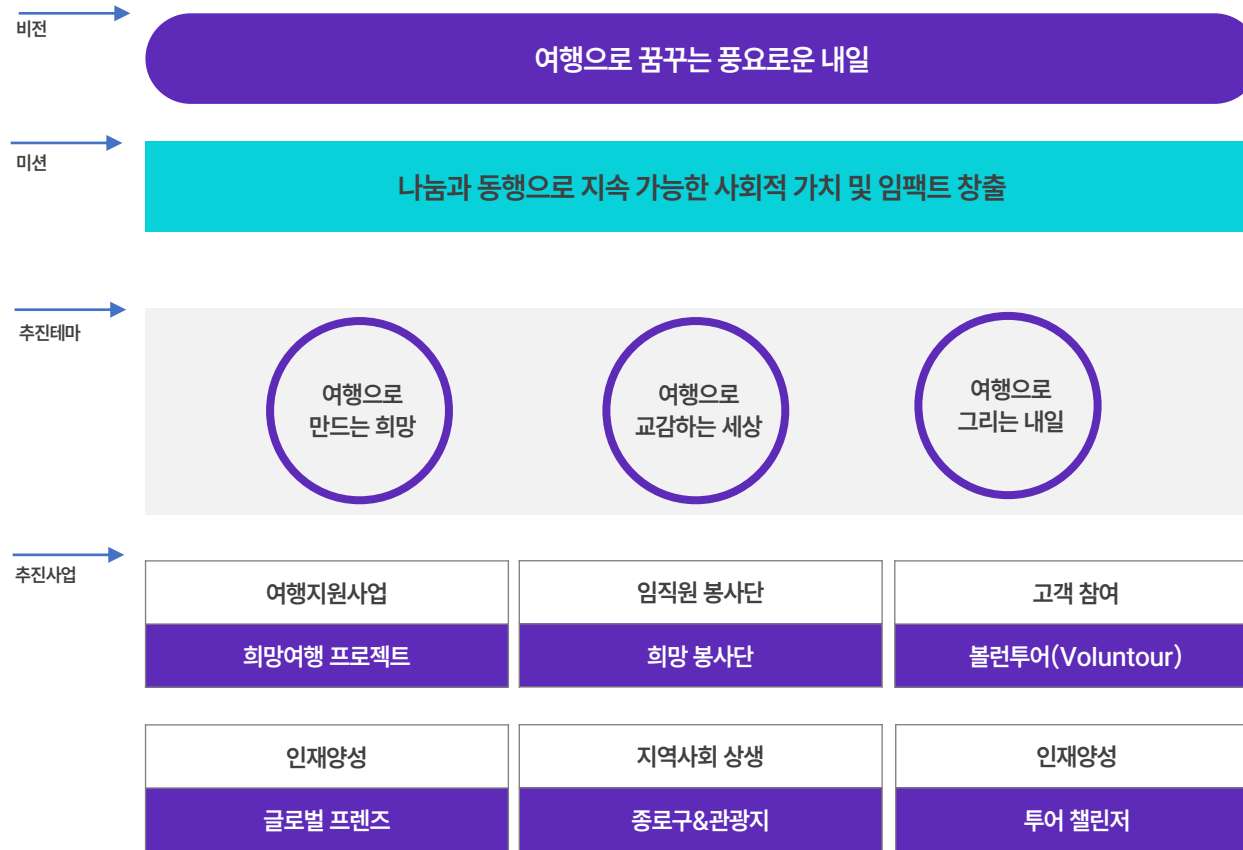 비전
여행으로 꿈꾸는 풍요로운 내일
미션
나눔과 동행으로 지속 가능한 사회적 가치 및 임팩트 창출
추진테마
여행으로
만드는 희망
여행으로
교감하는 세상
여행으로
그리는 내일
추진사업
여행지원사업
희망여행 프로젝트
임직원 봉사단
희망 봉사단
고객 참여
볼런투어(Voluntour)
인재양성
글로벌 프렌즈
지역사회 상생
종로구&관광지
인재양성
투어 챌린저